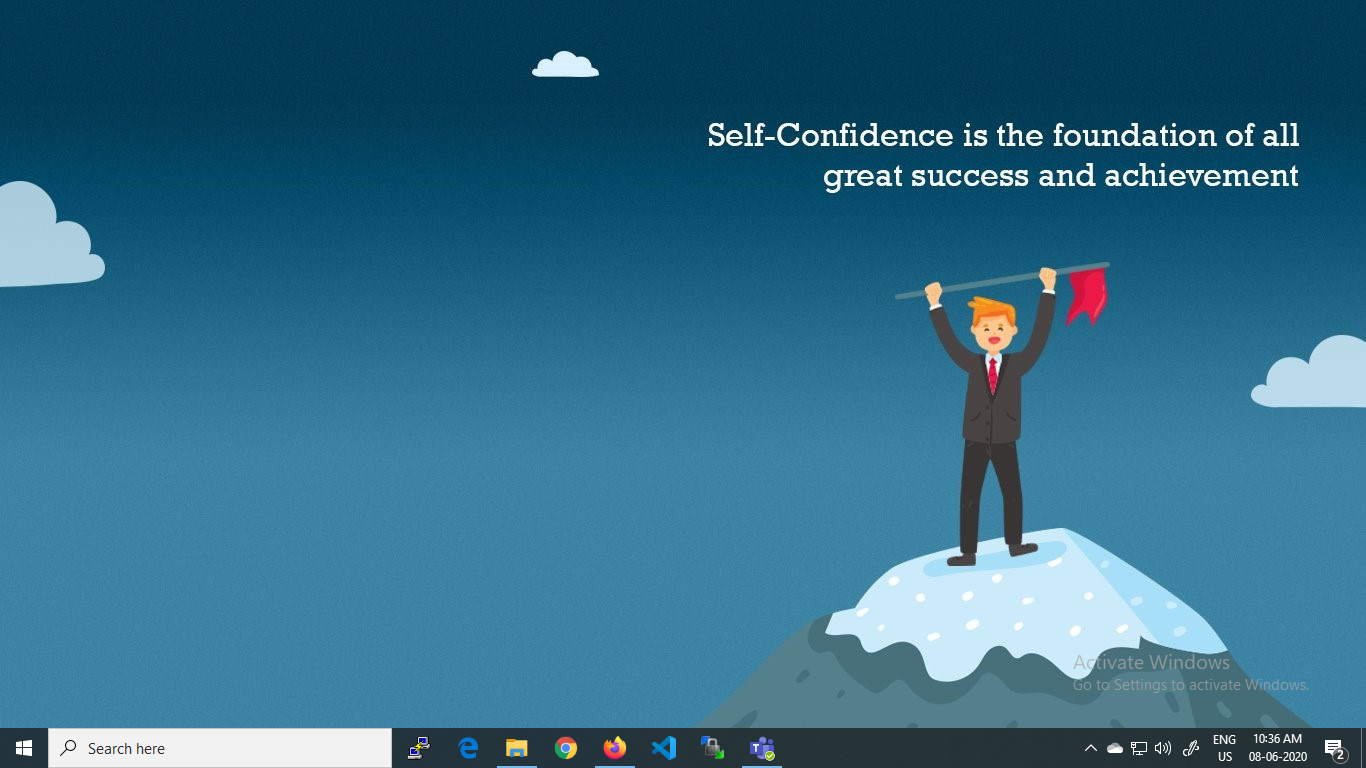 Self-Confidence is the foundation of all
great success and achievement
Activate Windows
Go to Settings to activate Windows.
Search here
ENG
US
10:36 AM
08-06-2020
2